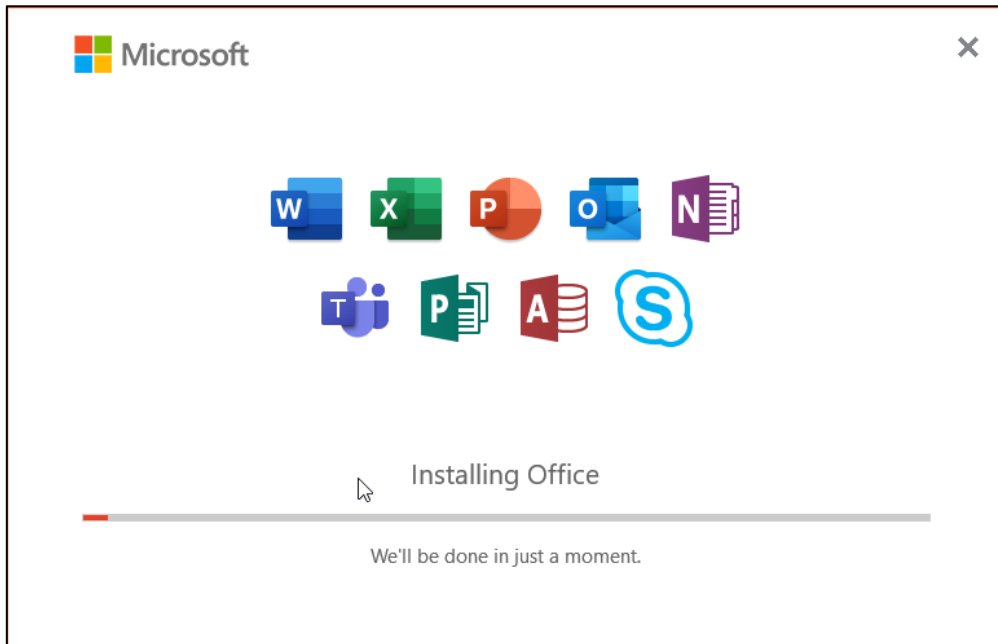 Microsoft
W X P O N
T P A S
Installing Office
We'll be done in just a moment.